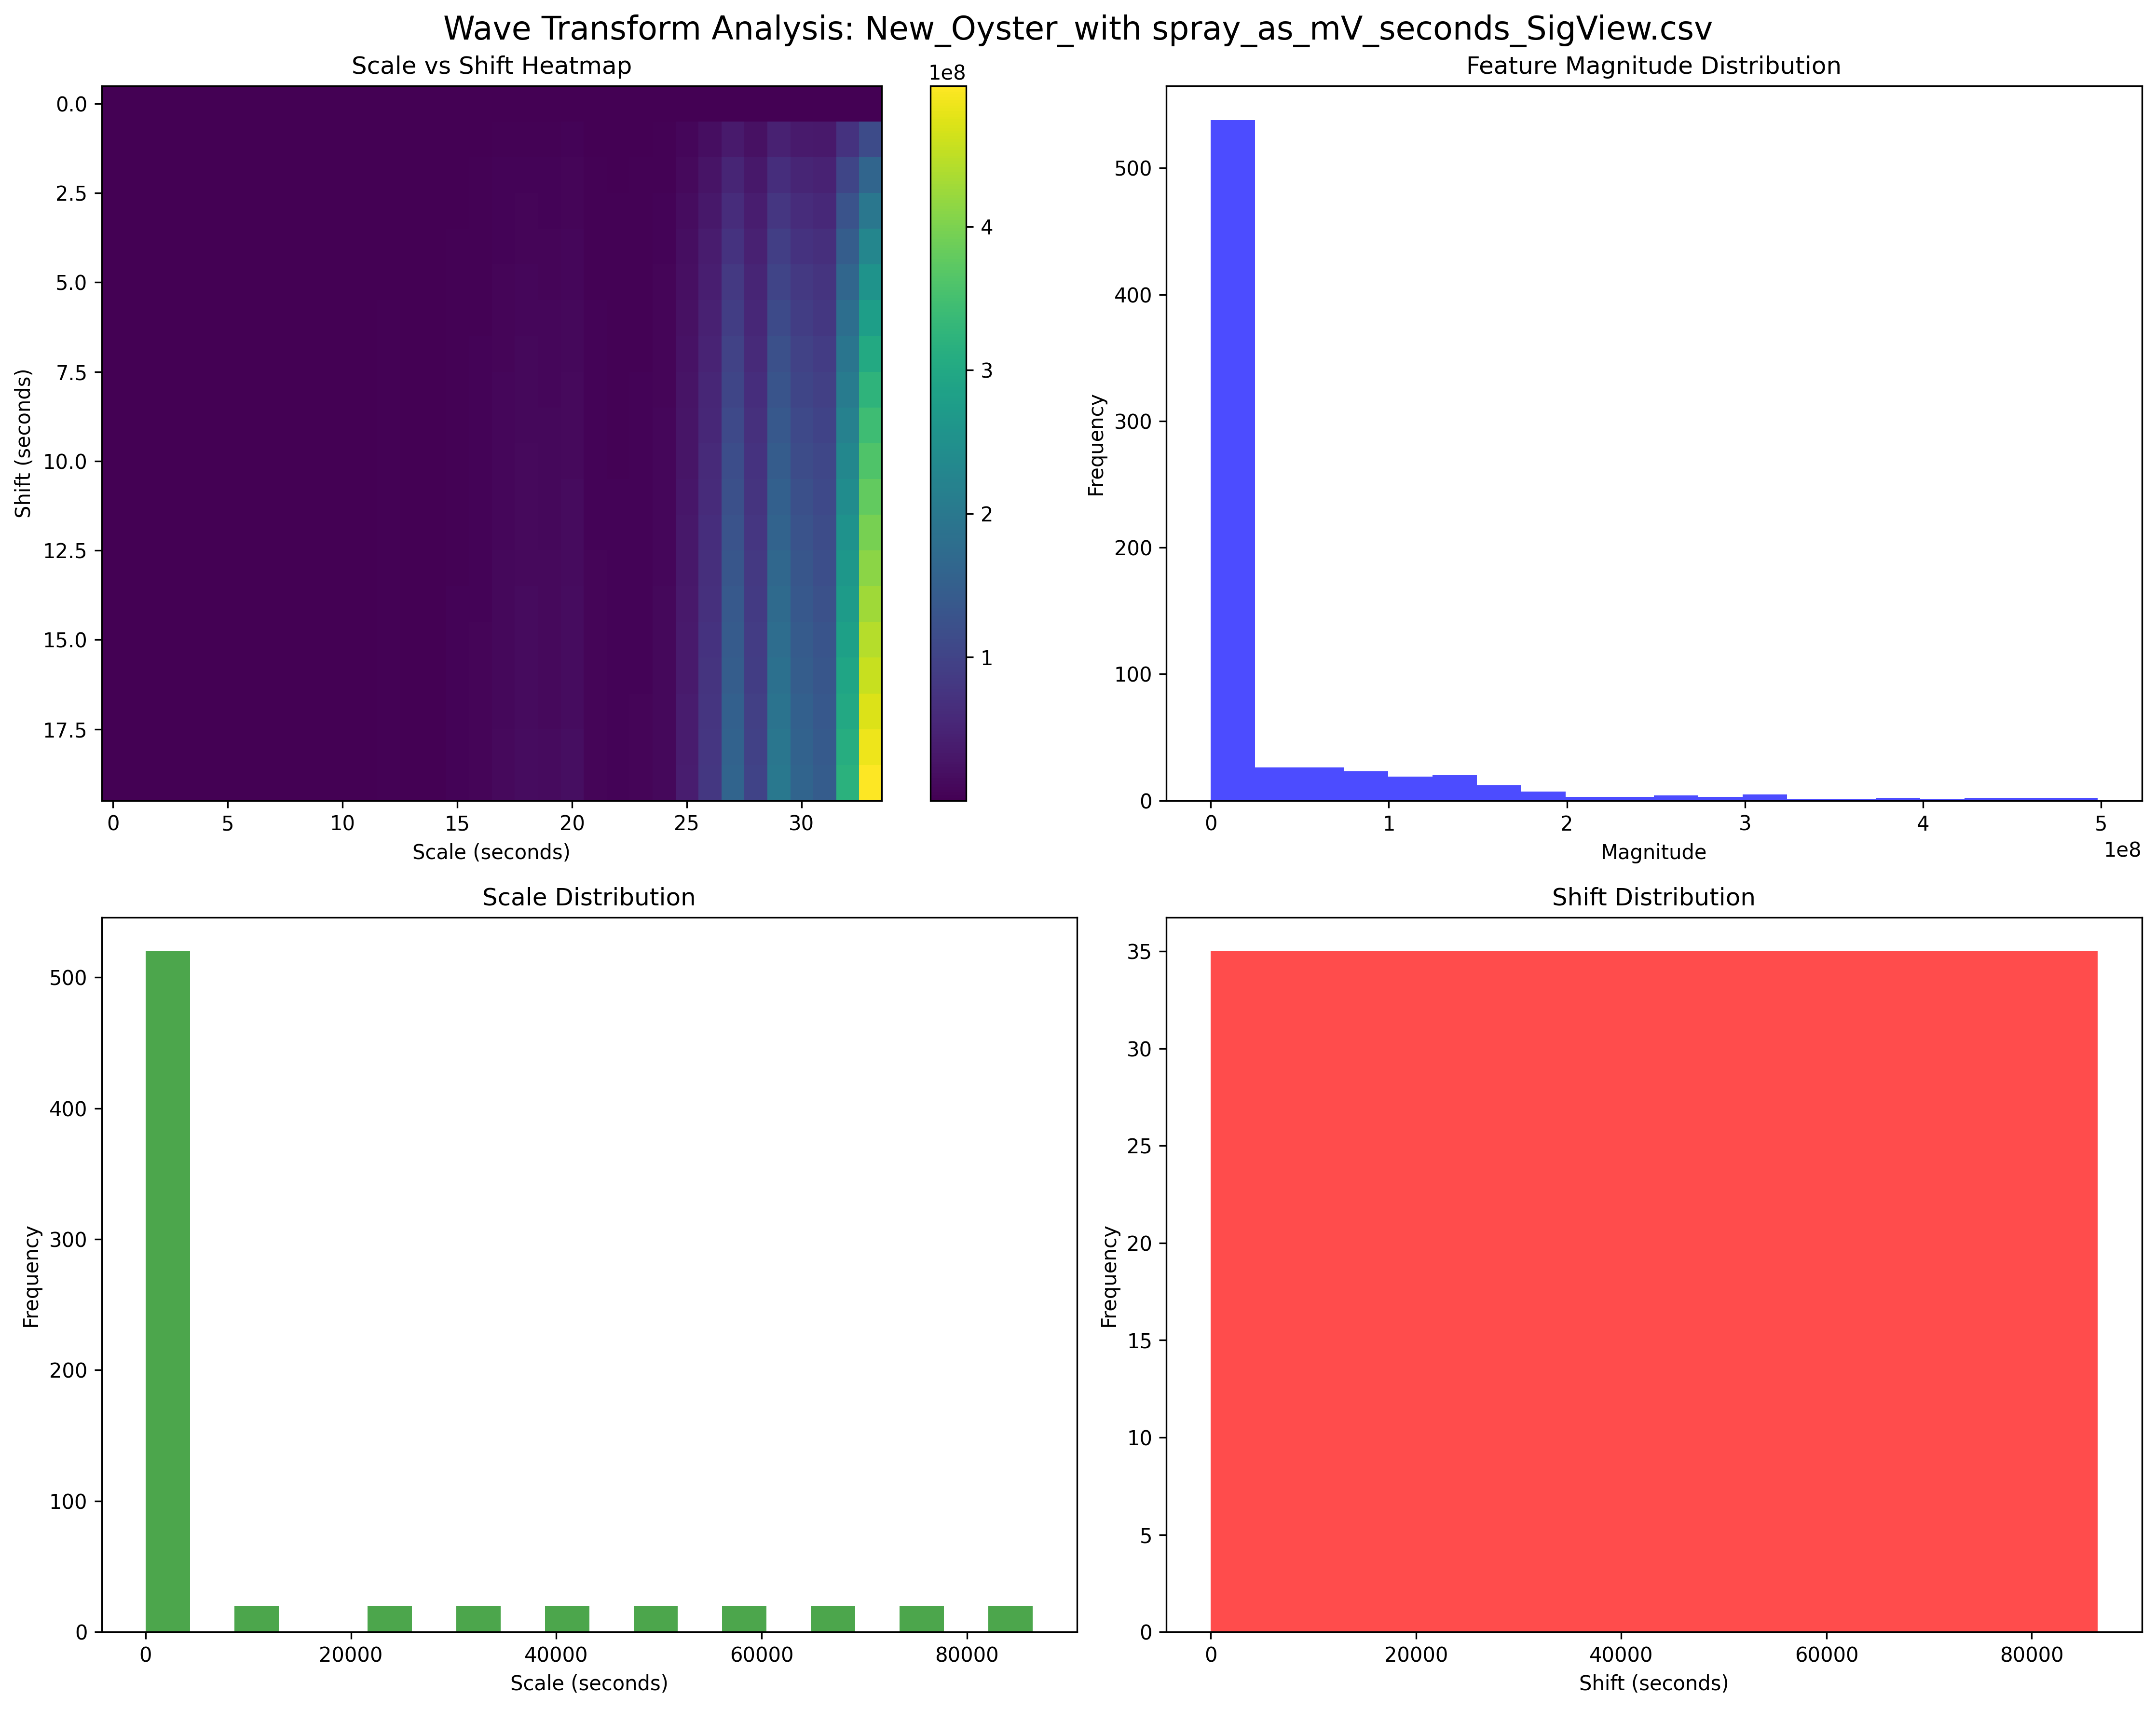 Wave Transform Analysis: New_Oyster_with spray_as_mV_seconds_SigView.csv
Scale vs Shift Heatmap
1e8
0.0
2.5
5.0
7.5
10.0
12.5
15.0
17.5
Shift (seconds)
0 5 10 15 20 25 30
Scale (seconds)
4
3
2
1
Feature Magnitude Distribution
500
400
300
200
100
0
Frequency
0 1 2 3 4 5
1e8
Magnitude
Scale Distribution
500
400
300
200
100
0
Frequency
0 20000 40000 60000 80000
Scale (seconds)
Shift Distribution
35
30
25
20
15
10
5
0
Frequency
0 20000 40000 60000 80000
Shift (seconds)